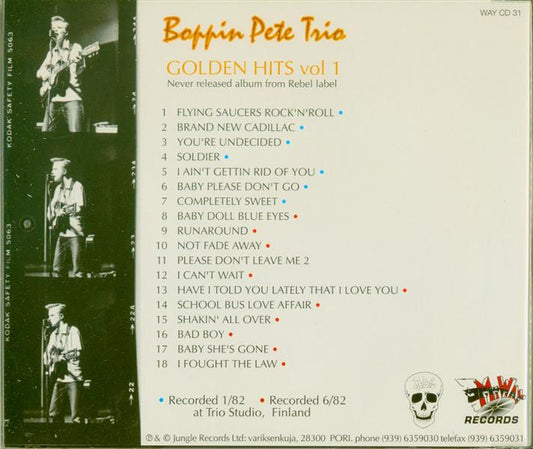 WAY CD 31
Boppin Pete Trio
GOLDEN HITS vol 1
Never released album from Rebel label
1 FLYING SAUCERS ROCK'N'ROLL •
2 BRAND NEW CADILLAC •
3 YOU'RE UNDECIDED •
4 SOLDIER •
5 I AIN'T GETTIN RID OF YOU •
6 BABY PLEASE DON'T GO •
7 COMPLETELY SWEET •
8 BABY DOLL BLUE EYES •
9 RUNAROUND •
10 NOT FADE AWAY •
11 PLEASE DON'T LEAVE ME 2
12 I CAN'T WAIT •
13 HAVE I TOLD YOU LATELY THAT I LOVE YOU •
14 SCHOOL BUS LOVE AFFAIR •
15 SHAKIN' ALL OVER •
16 BAD BOY •
17 BABY SHE'S GONE •
18 I FOUGHT THE LAW •
• Recorded 1/82 • Recorded 6/82
at Trio Studio, Finland
RECORDS
℗ & © Jungle Records Ltd: variksenkuja, 28300 PORI. phone (939) 6359030 telefax (939) 6359031
KODAK SAFETY FILM 5063
KODAK SAFETY FILM 5063
22A
22